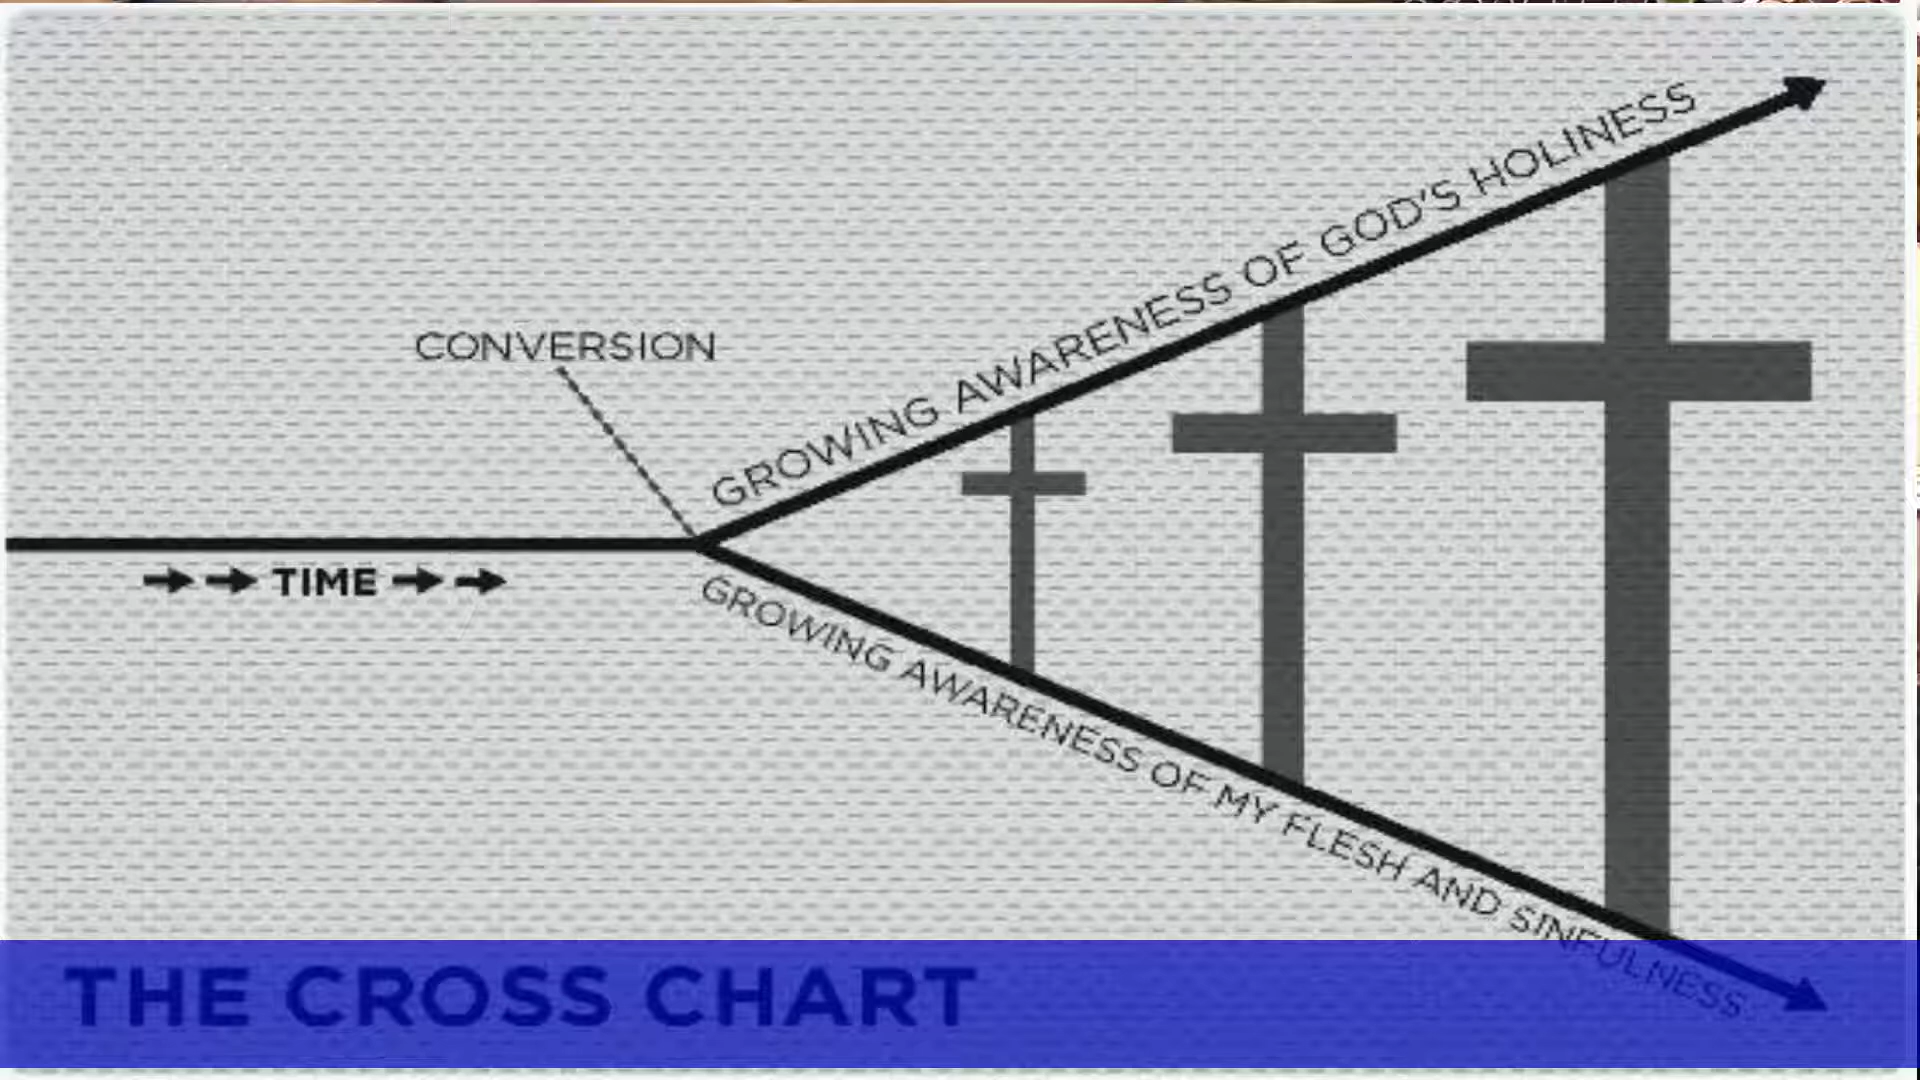 CONVERSION
GROWING AWARENESS OF GOD'S HOLINESS
TIME
GROWING AWARENESS OF MY FLESH AND SINFULNESS
THE CROSS CHART